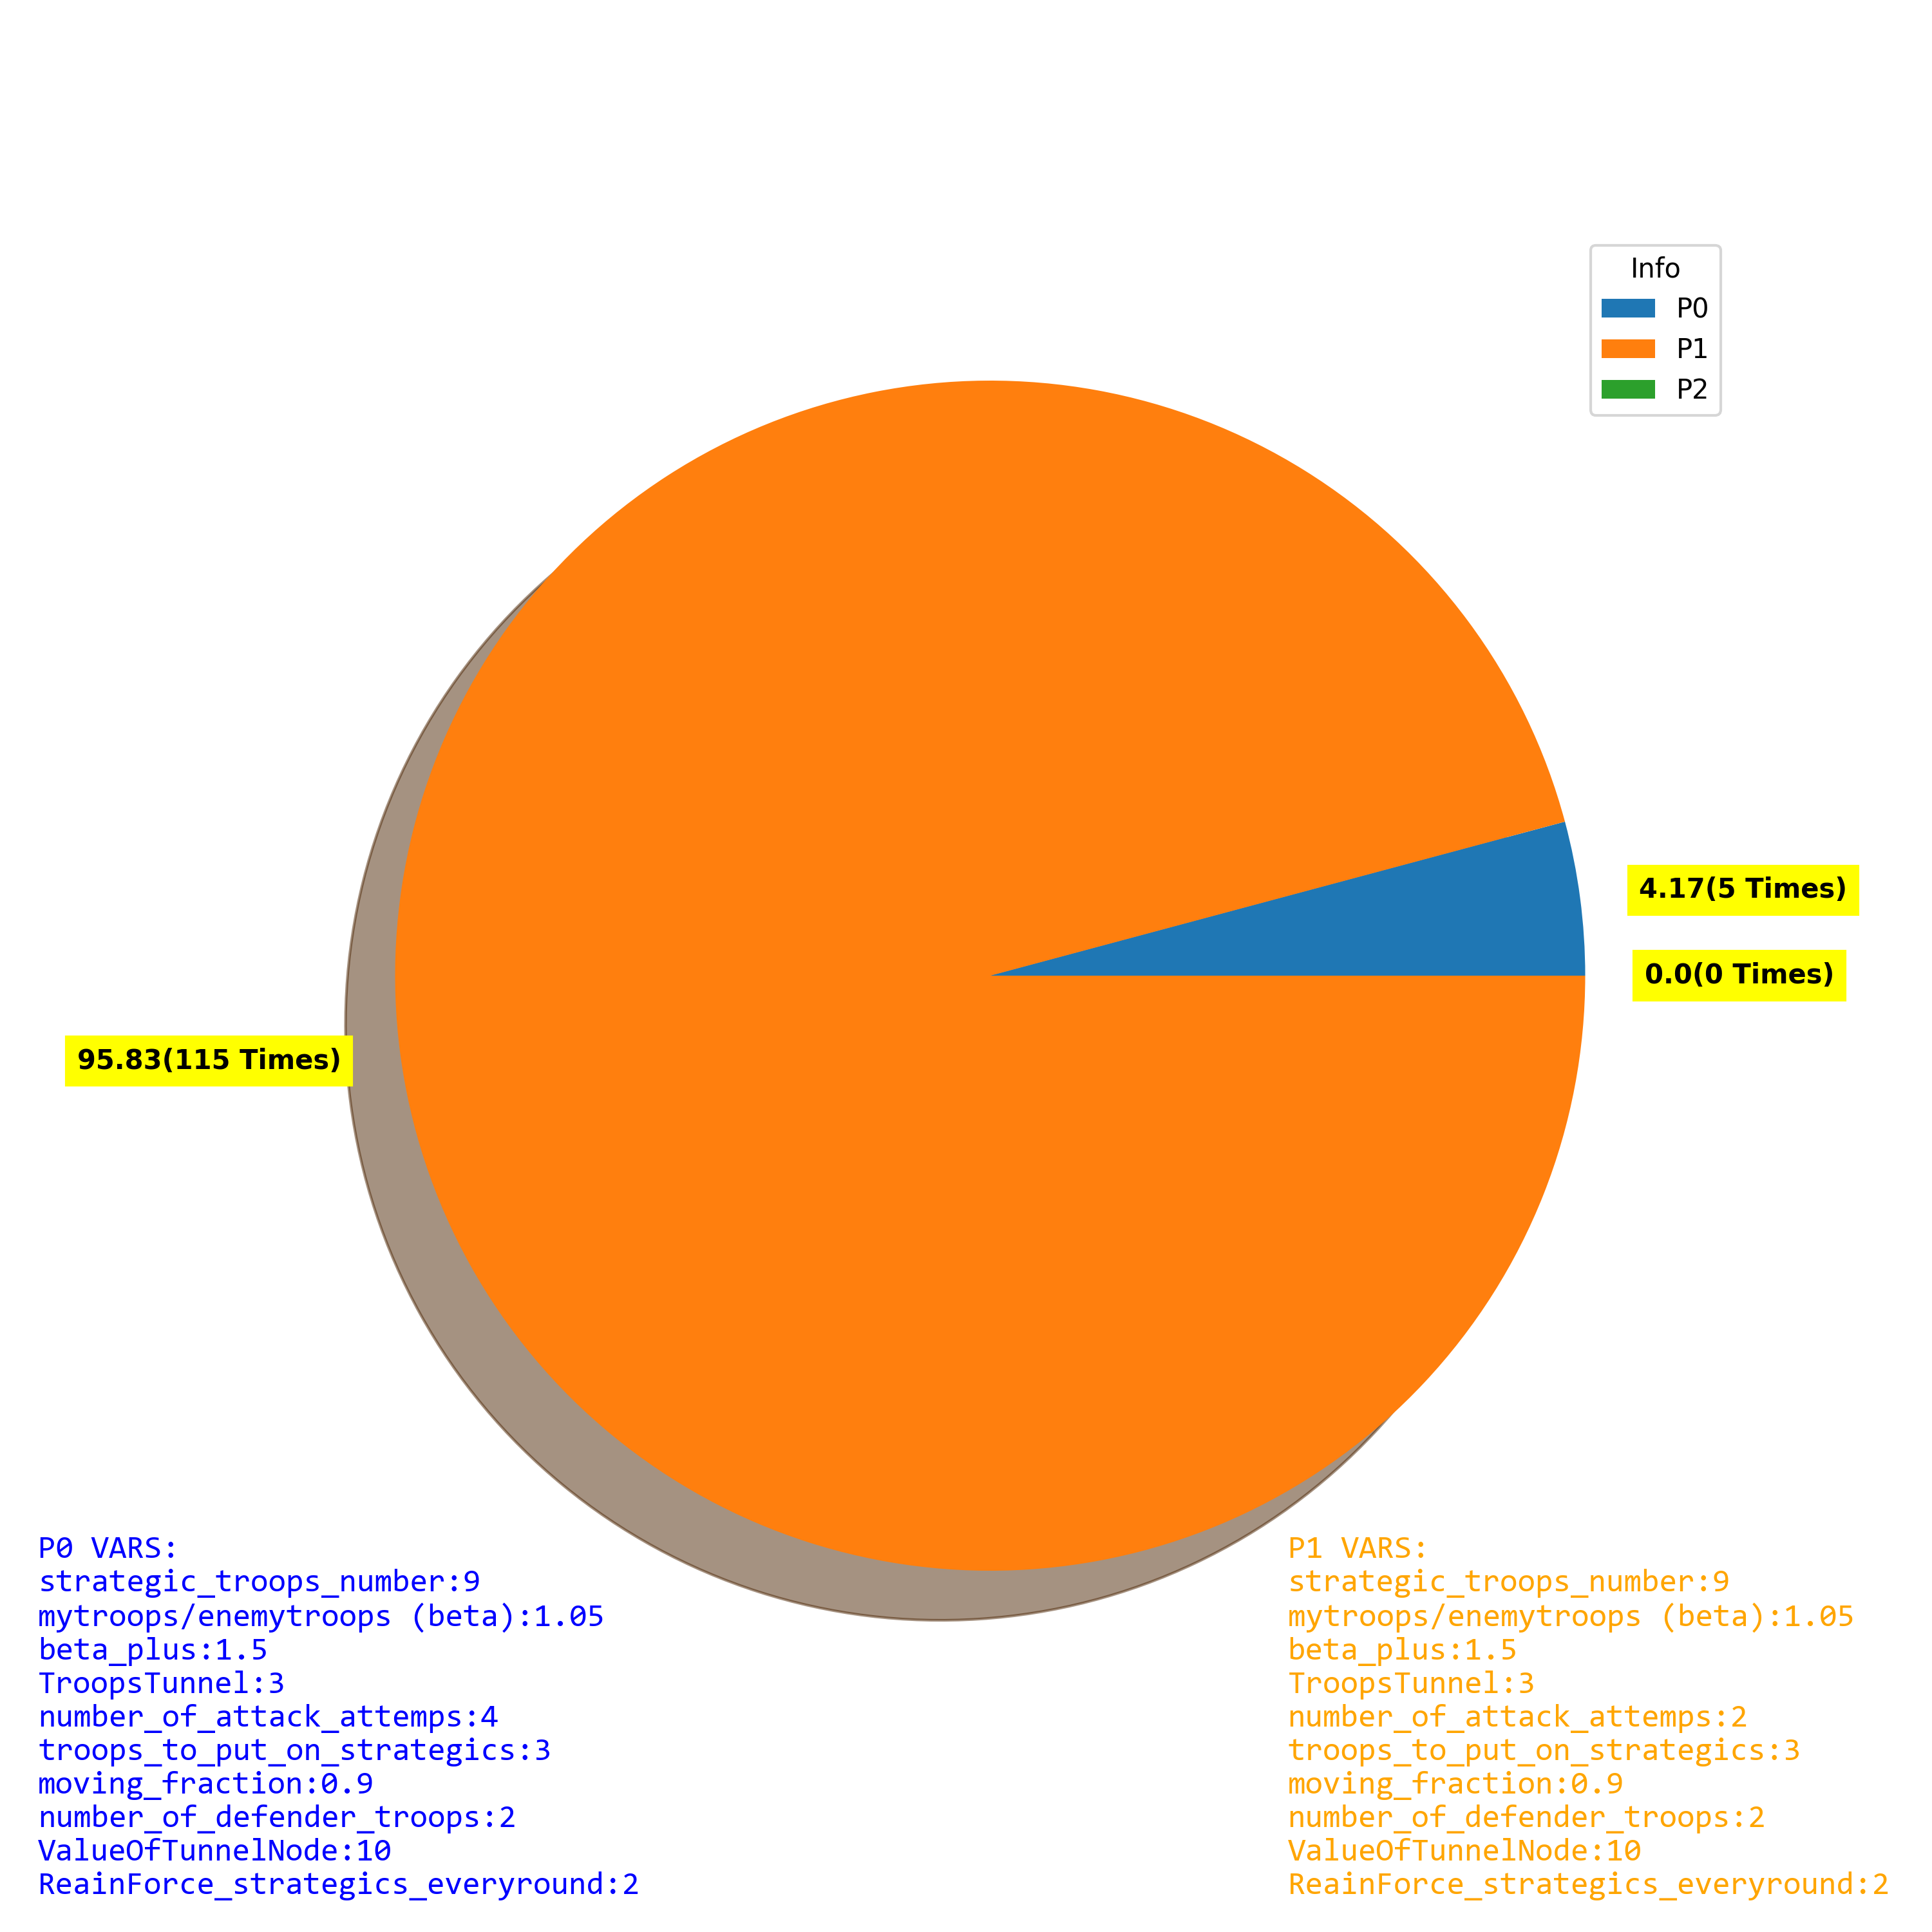 Info
P0
P1
P2
4.17(5 Times)
0.0(0 Times)
95.83(115 Times)
P0 VARS:
strategic_troops_number:9
mytroops/enemytroops (beta):1.05
beta_plus:1.5
TroopsTunnel:3
number_of_attack_attemps:4
troops_to_put_on_strategics:3
moving_fraction:0.9
number_of_defender_troops:2
ValueOfTunnelNode:10
ReainForce_strategics_everyround:2
P1 VARS:
strategic_troops_number:9
mytroops/enemytroops (beta):1.05
beta_plus:1.5
TroopsTunnel:3
number_of_attack_attemps:2
troops_to_put_on_strategics:3
moving_fraction:0.9
number_of_defender_troops:2
ValueOfTunnelNode:10
ReainForce_strategics_everyround:2